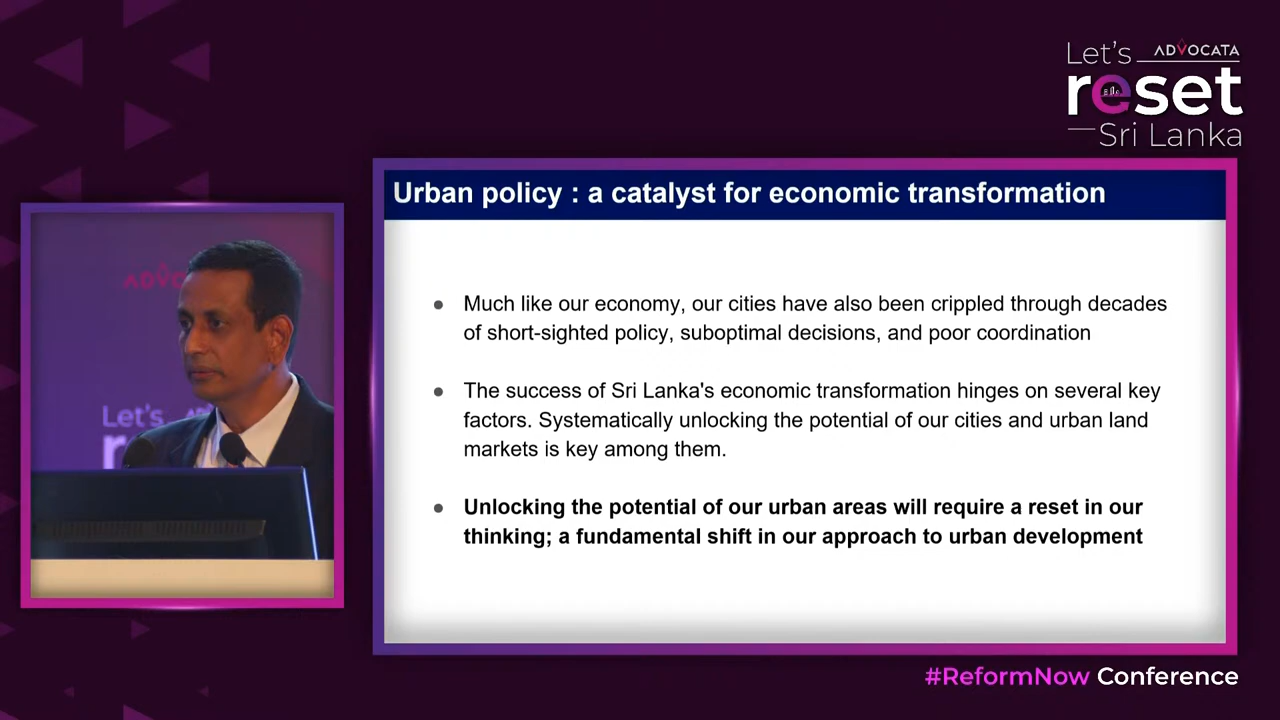 Let's ADVOCATA
reset
Sri Lanka
Urban policy : a catalyst for economic transformation
● Much like our economy, our cities have also been crippled through decades
of short-sighted policy, suboptimal decisions, and poor coordination
● The success of Sri Lanka's economic transformation hinges on several key
factors. Systematically unlocking the potential of our cities and urban land
markets is key among them.
● Unlocking the potential of our urban areas will require a reset in our
thinking; a fundamental shift in our approach to urban development
Let's
#ReformNow Conference